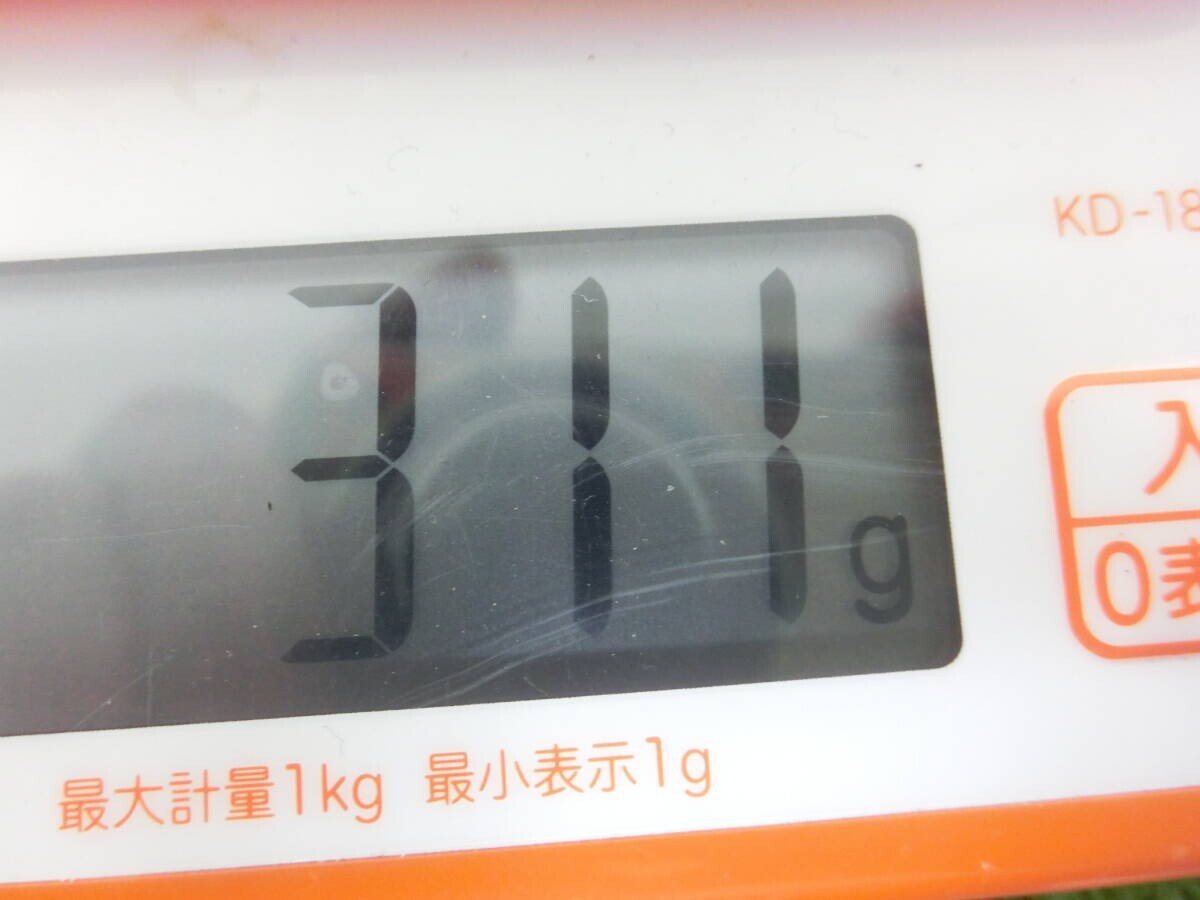 KD-18
311 g
入
0表
最大計量1kg 最小表示1g